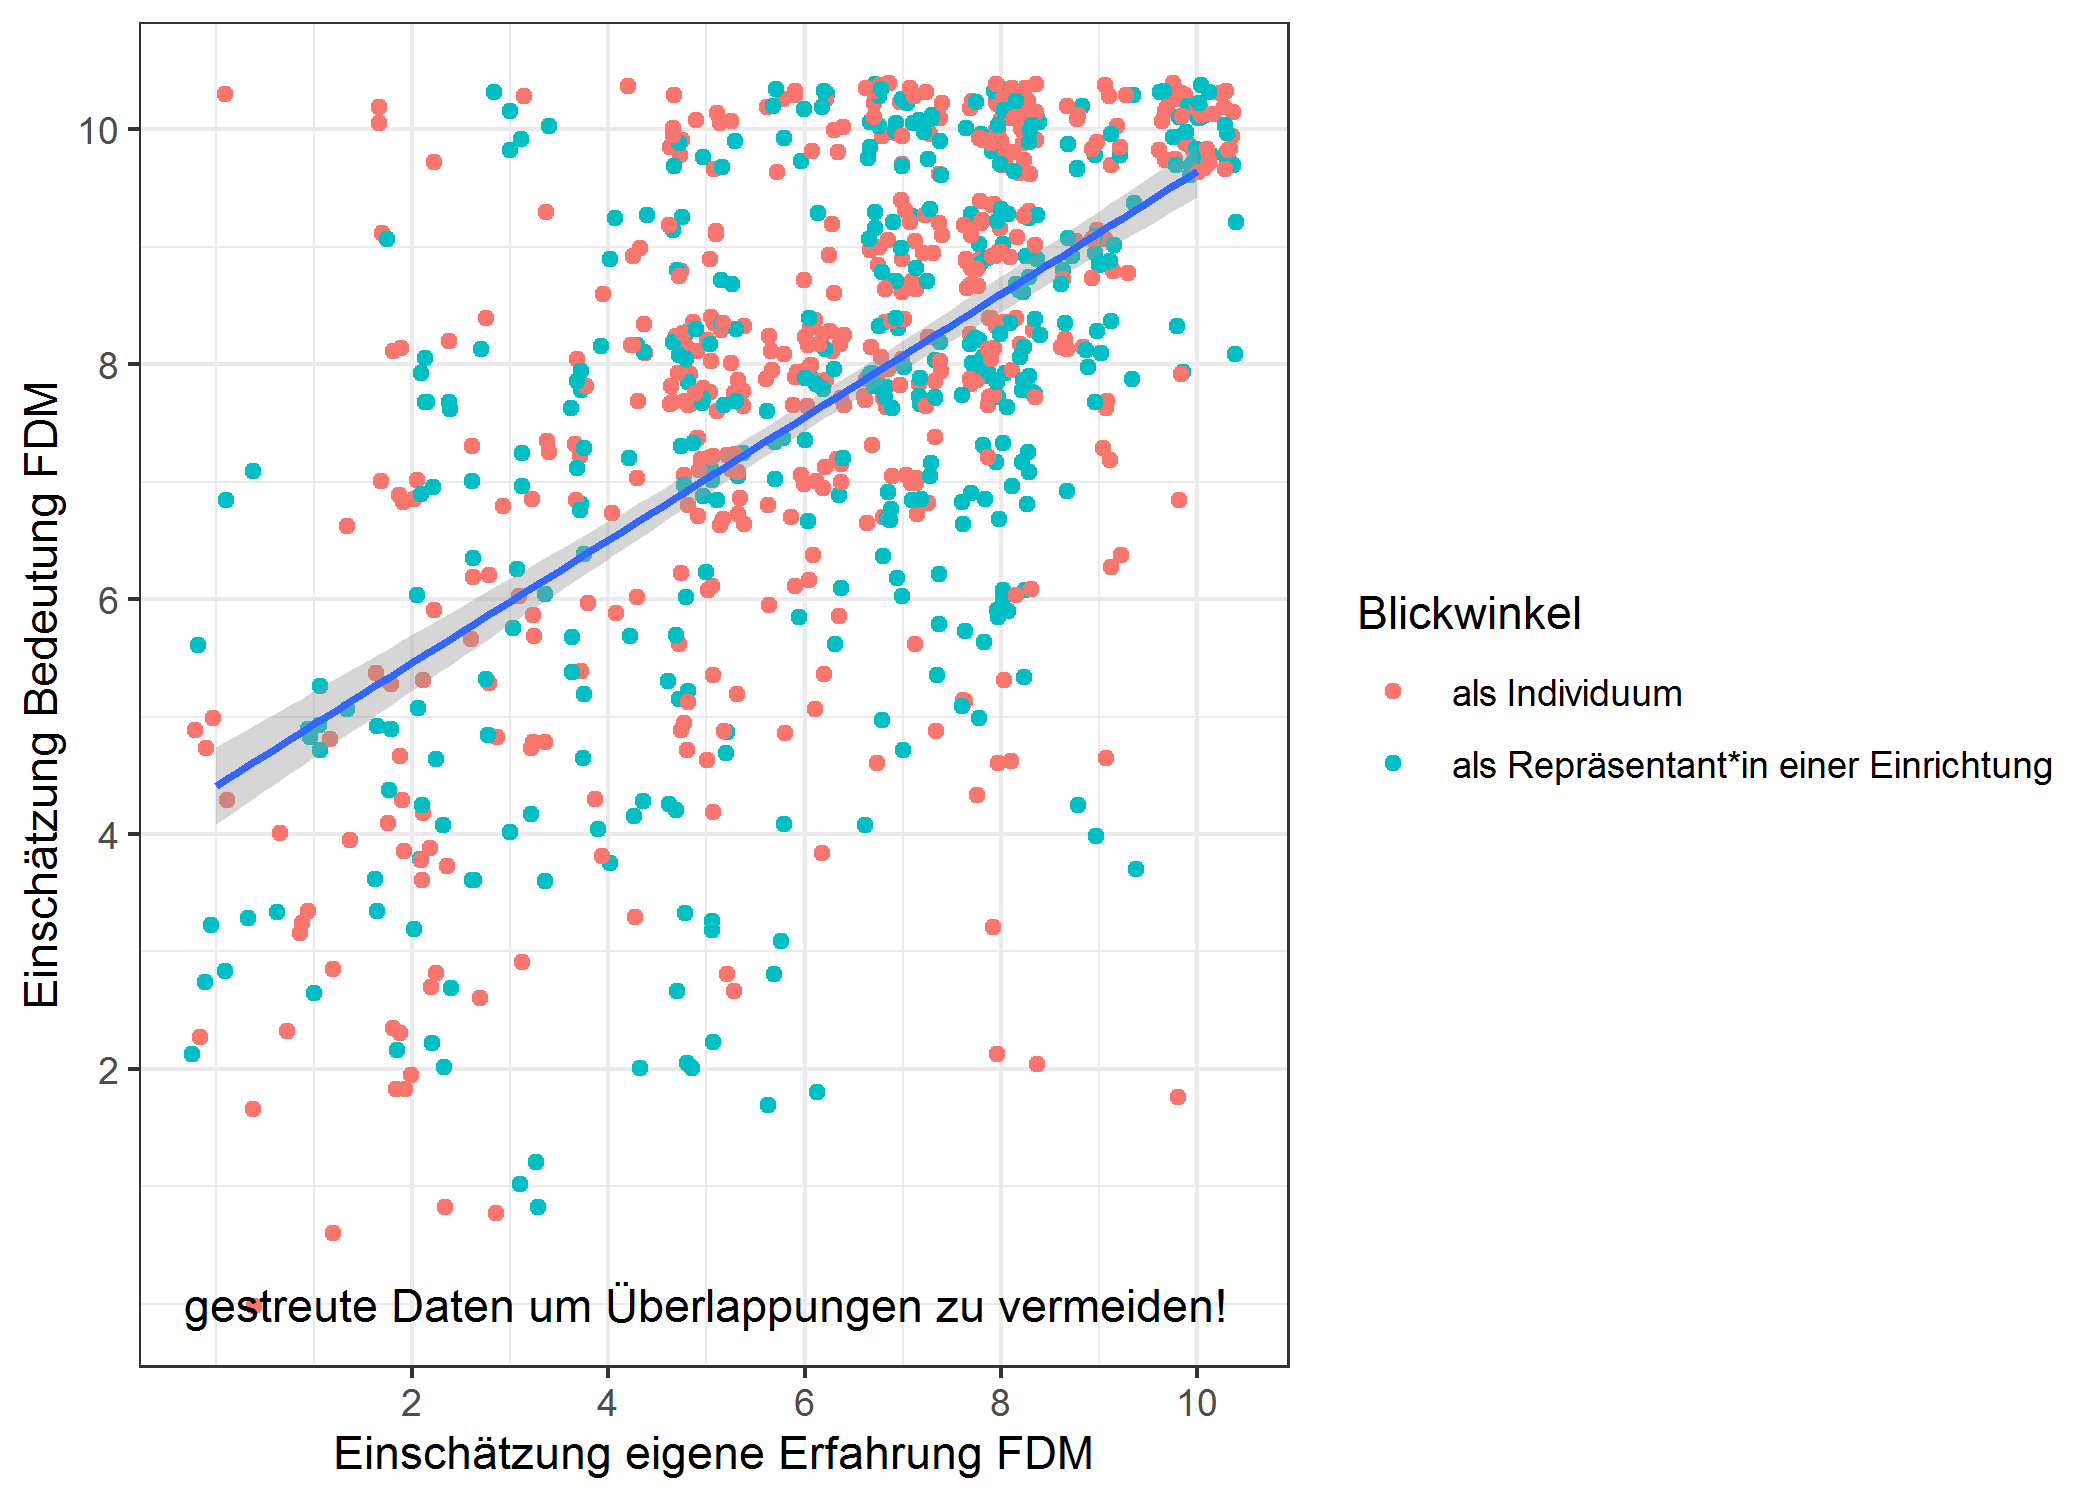 10
8
6
4
2
Einschätzung Bedeutung FDM
gestreute Daten um Überlappungen zu vermeiden!
2 4 6 8 10
Einschätzung eigene Erfahrung FDM
Blickwinkel
als Individuum
als Repräsentant*in einer Einrichtung